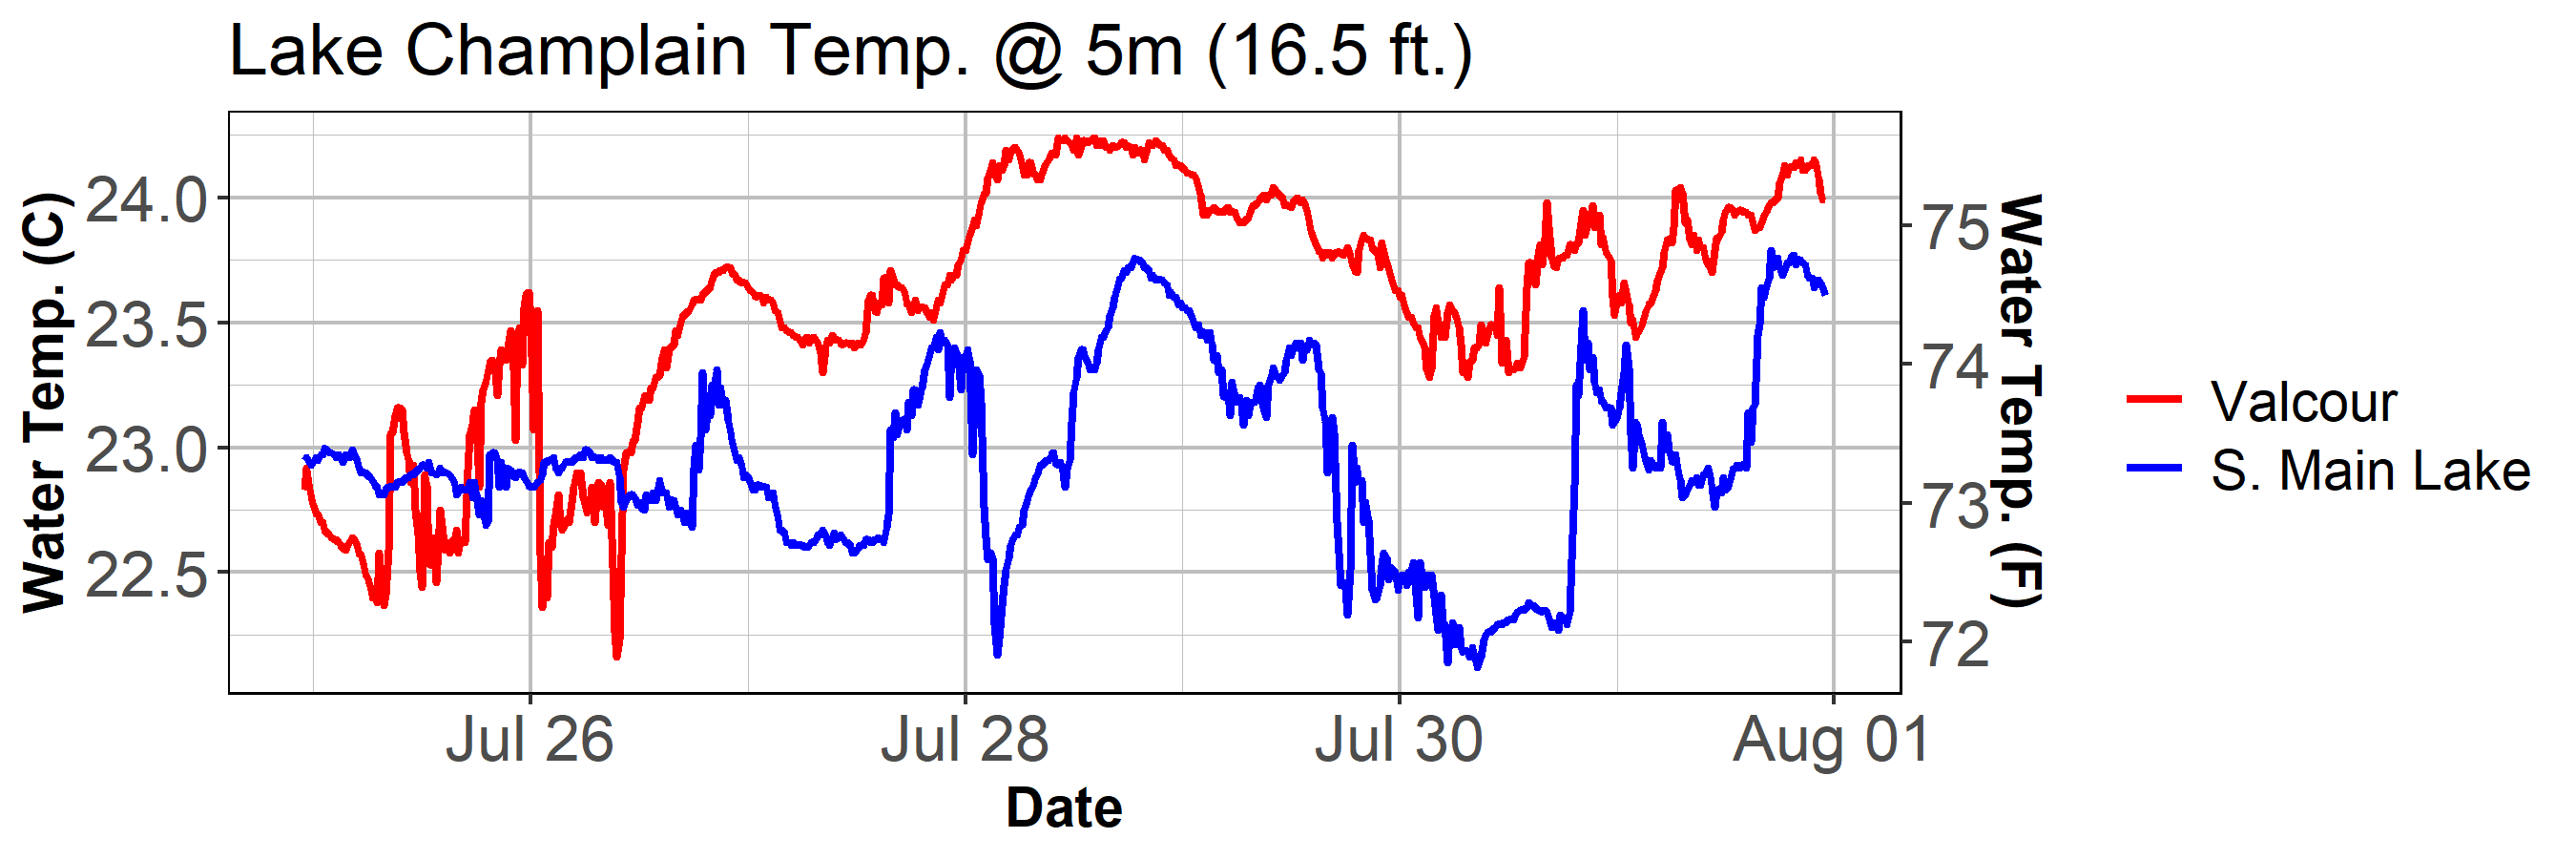 Lake Champlain Temp. @ 5m (16.5 ft.)
Water Temp. (C)
24.0
23.5
23.0
22.5
75
74
73
72
Water Temp. (F)
Jul 26 Jul 28 Jul 30 Aug 01
Date
Valcour
S. Main Lake